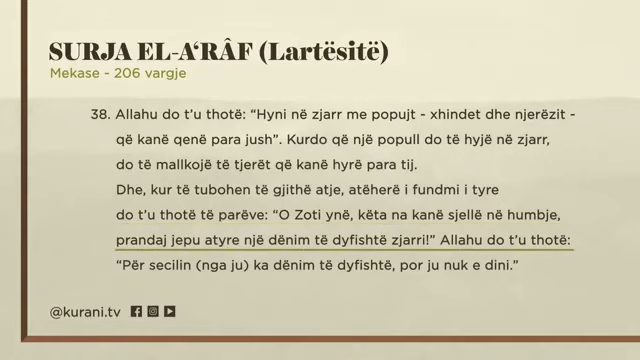 SURJA EL-A‘RÂF (Lartësitë)
Mekase - 206 vargje
38. Allahu do t’u thotë: “Hyni në zjarr me popujt - xhindet dhe njerëzit -
që kanë qenë para jush”. Kurdo që një popull do të hyjë në zjarr,
do të mallkojë të tjerët që kanë hyrë para tij.
Dhe, kur të tubohen të gjithë atje, atëherë i fundmi i tyre
do t’u thotë të parëve: “O Zoti ynë, këta na kanë sjellë në humbje,
prandaj jepu atyre një dënim të dyfishtë zjarri!” Allahu do t’u thotë:
“Për secilin (nga ju) ka dënim të dyfishtë, por ju nuk e dini.”
@kurani.tv